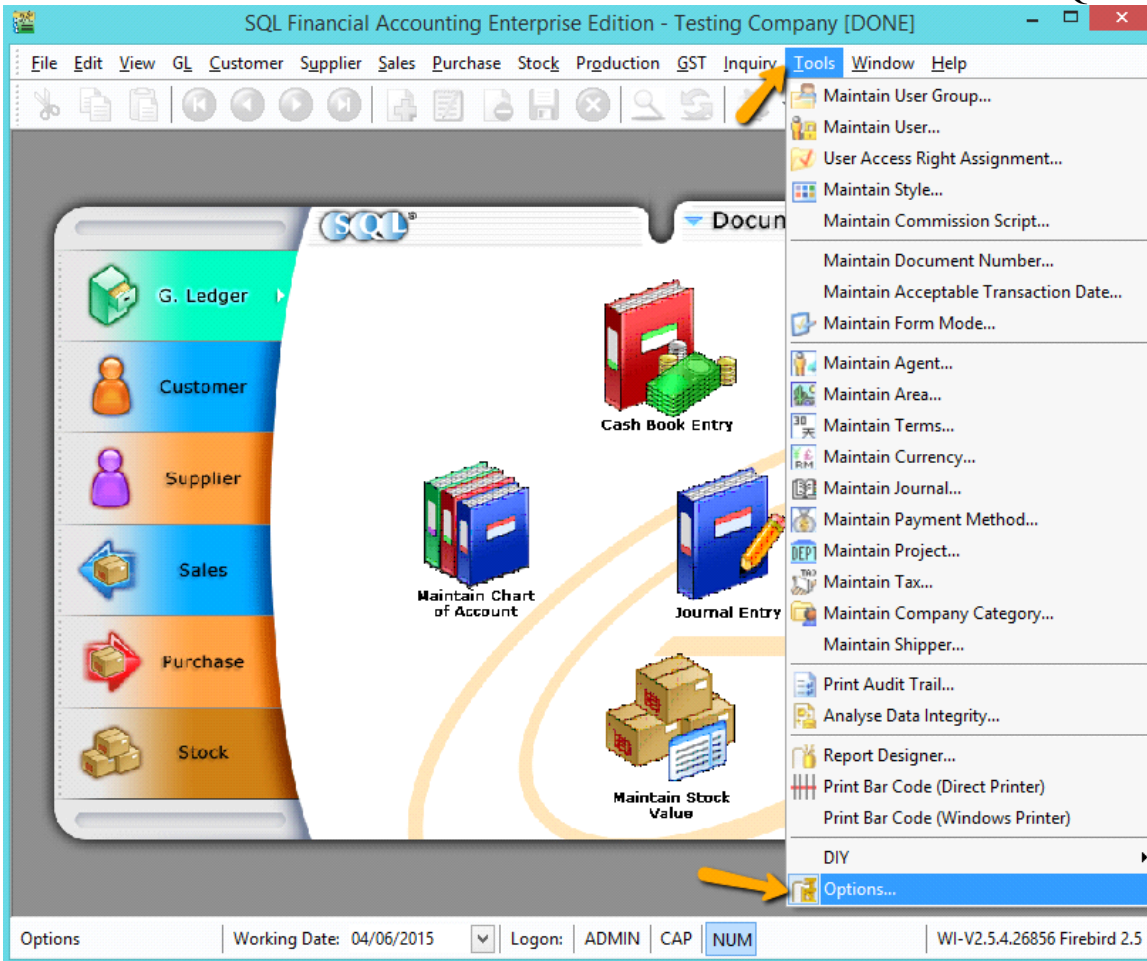 SQL Financial Accounting Enterprise Edition - Testing Company [DONE]
File Edit View GL Customer Supplier Sales Purchase Stock Production GST Inquiry Tools Window Help
Maintain User Group...
Maintain User...
User Access Right Assignment...
Maintain Style...
Maintain Commission Script...
Maintain Document Number...
Maintain Acceptable Transaction Date...
Maintain Form Mode...
Maintain Agent...
Maintain Area...
Maintain Terms...
Maintain Currency...
Maintain Journal...
Maintain Payment Method...
Maintain Project...
Maintain Tax...
Maintain Company Category...
Maintain Shipper...
Print Audit Trail...
Analyse Data Integrity...
Report Designer...
Print Bar Code (Direct Printer)
Print Bar Code (Windows Printer)
DIY
Options...
SQL®
Docum
G. Ledger
Customer
Supplier
Sales
Purchase
Stock
Cash Book Entry
Maintain Chart
of Account
Journal Entry
Maintain Stock
Value
Options Working Date: 04/06/2015 Logon: ADMIN CAP NUM WI-V2.5.4.26856 Firebird 2.5